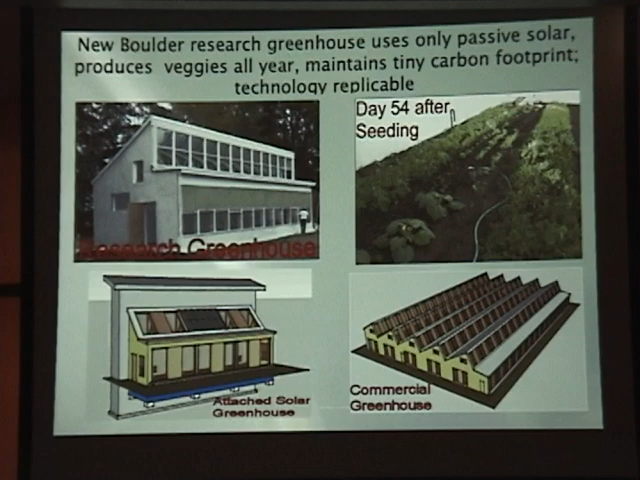 New Boulder research greenhouse uses only passive solar,
produces veggies all year, maintains tiny carbon footprint;
technology replicable
Day 54 after
Seeding
Research Greenhouse
Attached Solar
Greenhouse
Commercial
Greenhouse